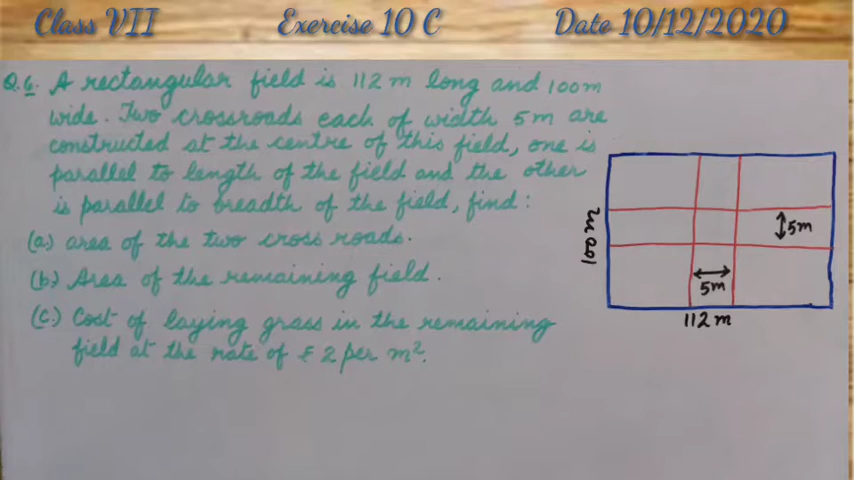 Class VII Exercise 10 C Date 10/12/2020
Q.6. A rectangular field is 112 m long and 100m
wide. Two crossroads each of width 5m are
constructed at the centre of this field, one is
parallel to length of the field and the other
is parallel to breadth of the field, find:
(a.) area of the two cross roads.
(b.) Area of the remaining field.
(c.) Cost of laying grass in the remaining
field at the rate of ₹ 2 per m².
100m
5m
5m
112 m